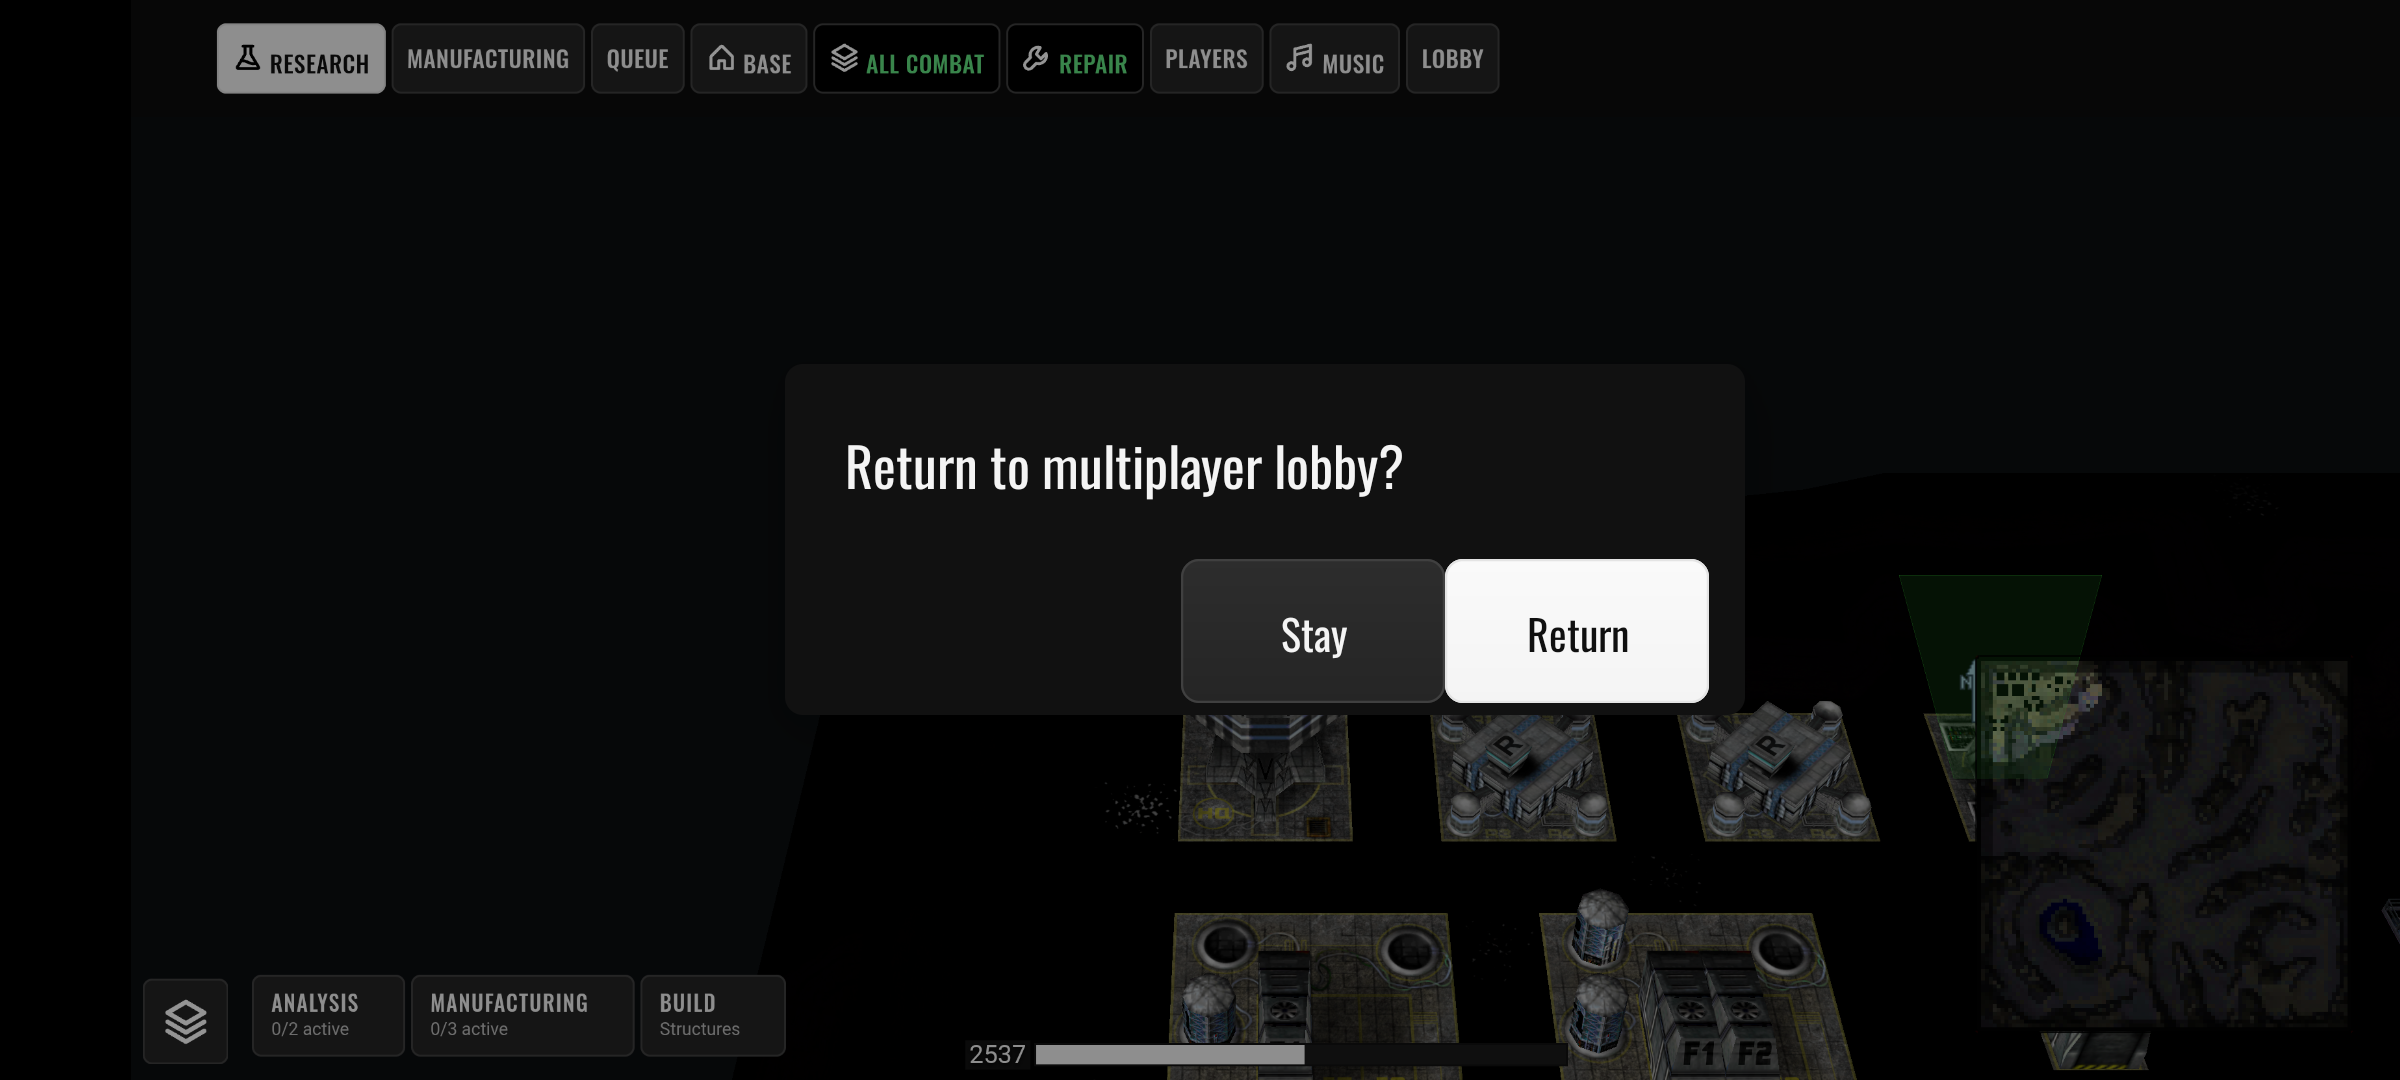 RESEARCH
MANUFACTURING
QUEUE
BASE
ALL COMBAT
REPAIR
PLAYERS
MUSIC
LOBBY
Return to multiplayer lobby?
Stay
Return
N
R
R
HQ
ANALYSIS
0/2 active
MANUFACTURING
0/3 active
BUILD
Structures
2537
F1 F2